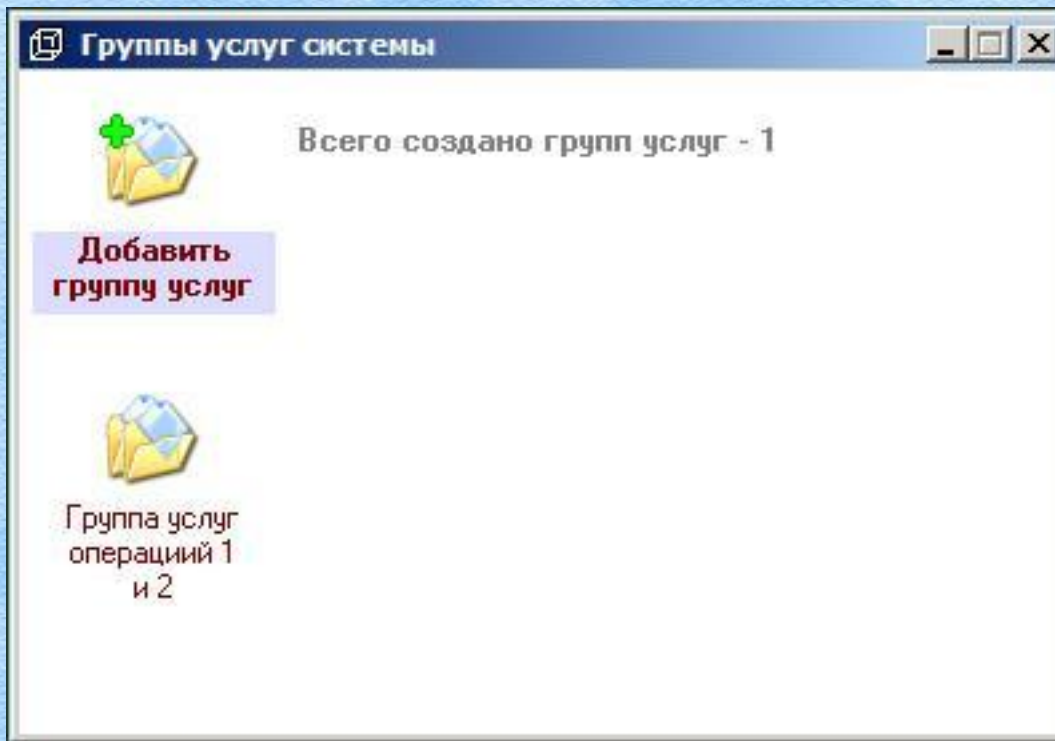 Группы услуг системы
Всего создано групп услуг - 1
Добавить
группу услуг
Группа услуг
операциий 1
и 2